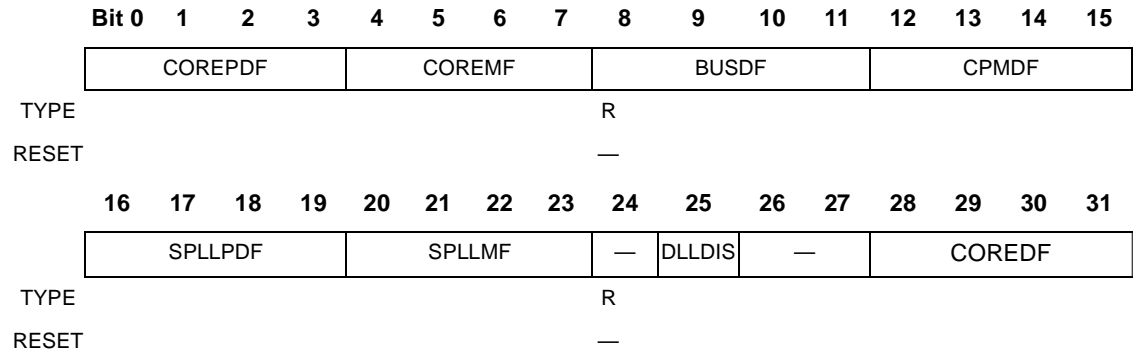 Bit 0 1 2 3 4 5 6 7 8 9 10 11 12 13 14 15
COREPDF COREMF BUSDF CPMDF
TYPE R
RESET —
16 17 18 19 20 21 22 23 24 25 26 27 28 29 30 31
SPLLPDF SPLLMF — DLLDIS — COREDF
TYPE R
RESET —